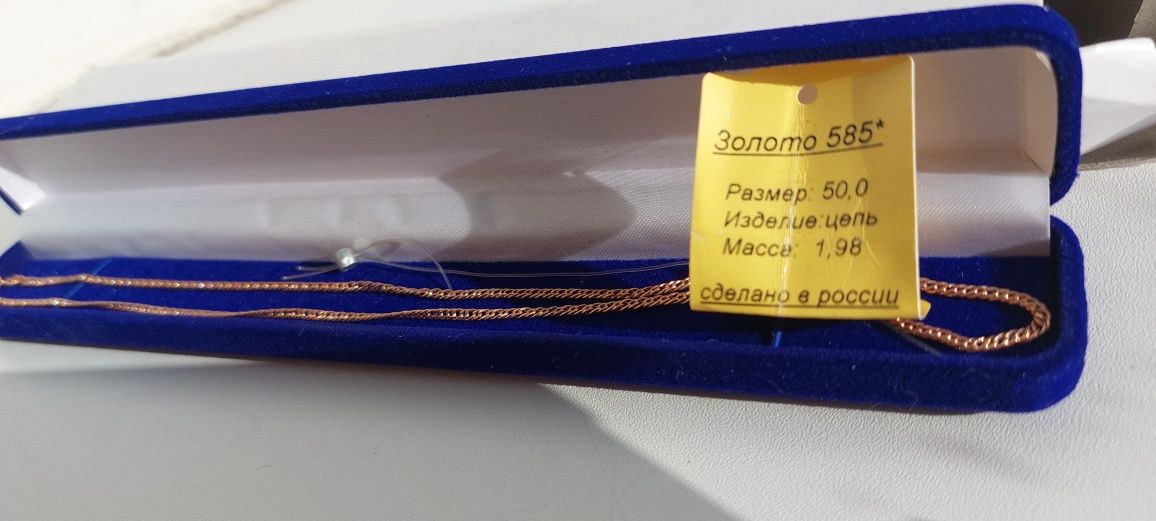 Золото 585*
Размер: 50,0
Изделие:цепь
Масса: 1,98
сделано в россии